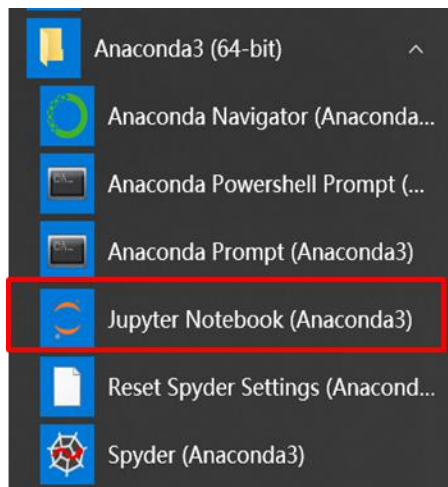 Anaconda3 (64-bit)
Anaconda Navigator (Anaconda...
Anaconda Powershell Prompt (...
Anaconda Prompt (Anaconda3)
Jupyter Notebook (Anaconda3)
Reset Spyder Settings (Anacond...
Spyder (Anaconda3)